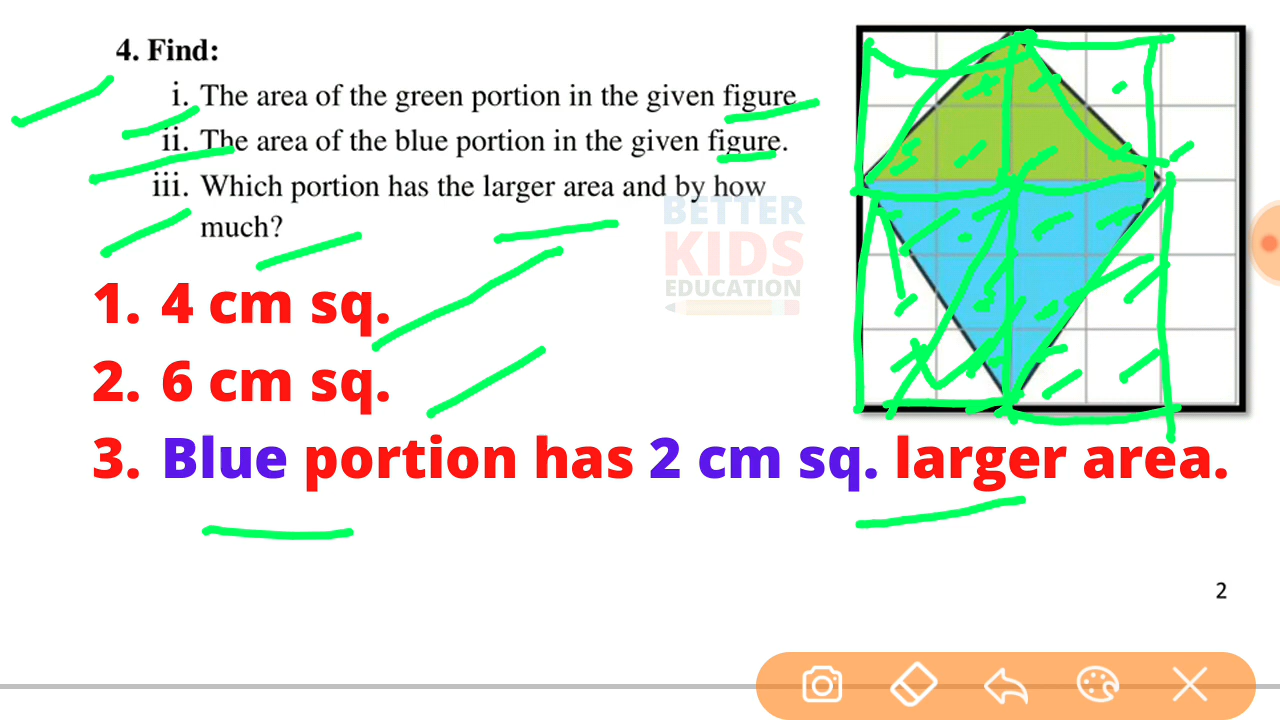 4. Find:
i. The area of the green portion in the given figure
ii. The area of the blue portion in the given figure.
iii. Which portion has the larger area and by how
much?
BETTER
KIDS
EDUCATION
1. 4 cm sq.
2. 6 cm sq.
3. Blue portion has 2 cm sq. larger area.
2